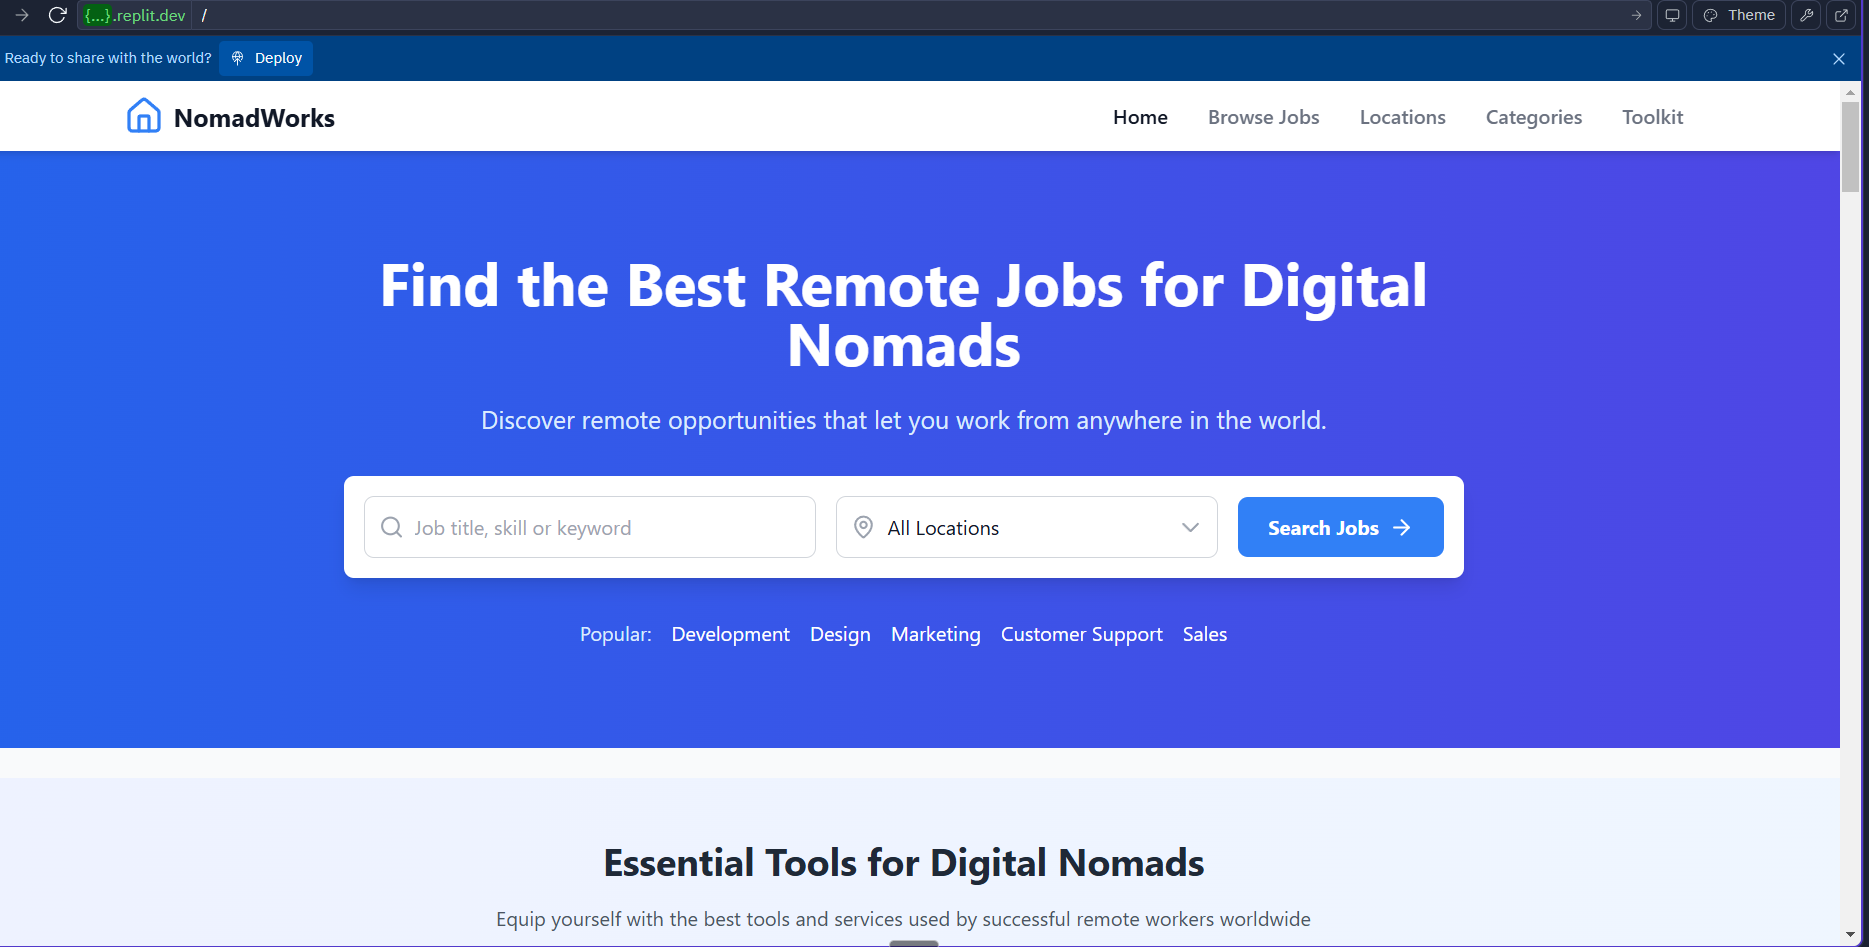 {...}.replit.dev /
Theme
Ready to share with the world? Deploy
NomadWorks
Home Browse Jobs Locations Categories Toolkit
Find the Best Remote Jobs for Digital
Nomads
Discover remote opportunities that let you work from anywhere in the world.
Job title, skill or keyword
All Locations
Search Jobs
Popular: Development Design Marketing Customer Support Sales
Essential Tools for Digital Nomads
Equip yourself with the best tools and services used by successful remote workers worldwide